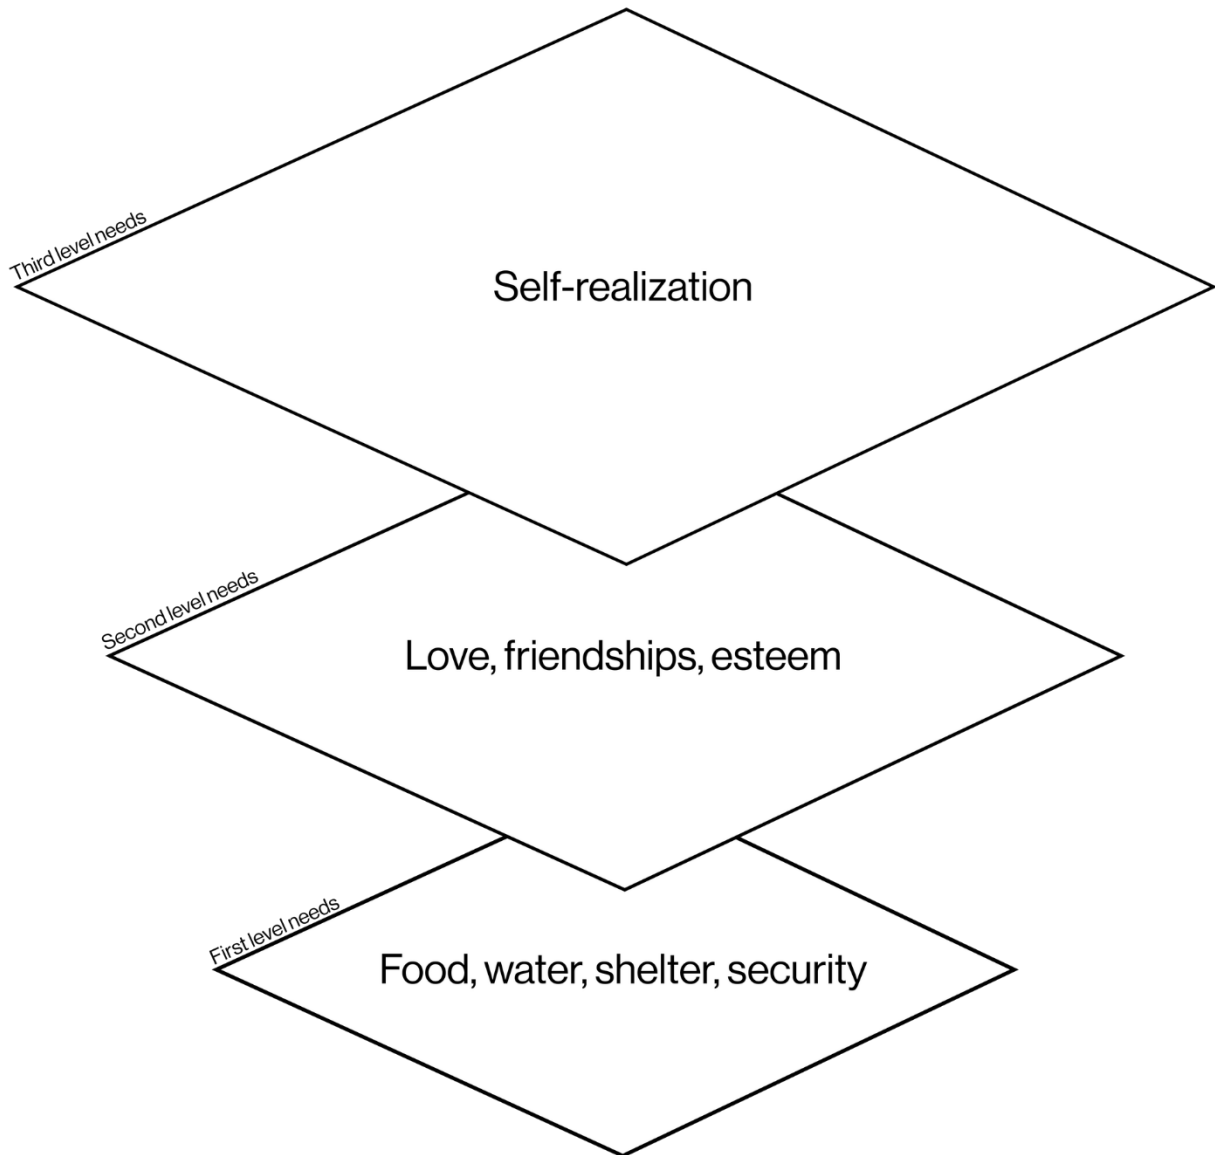 Third level needs
Self-realization
Second level needs
Love, friendships, esteem
First level needs
Food, water, shelter, security